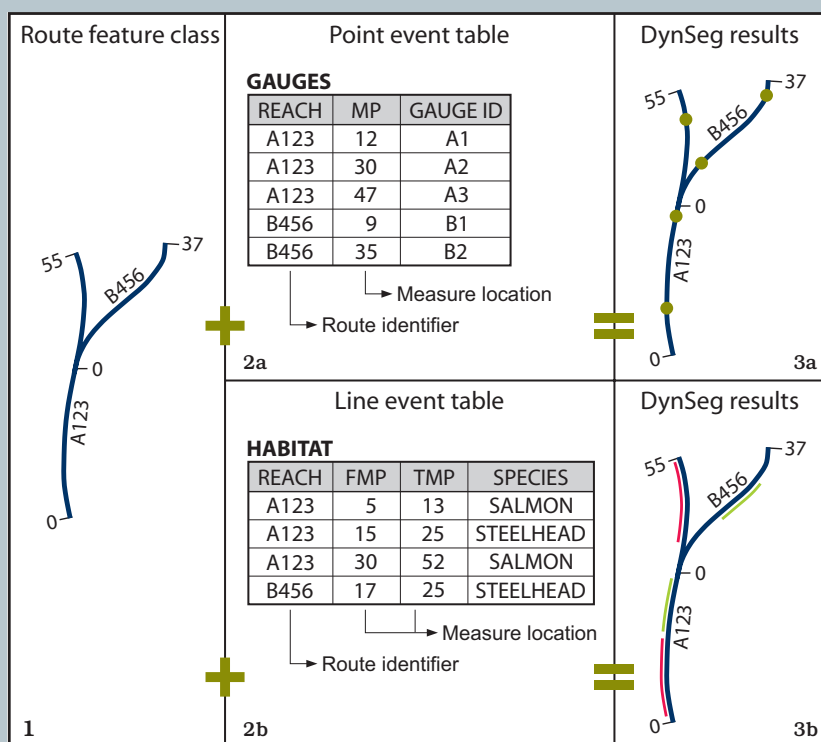 Route feature class
55
37
B456
0
A123
0
1
Point event table
GAUGES
REACH MP GAUGE ID
A123 12 A1
A123 30 A2
A123 47 A3
B456 9 B1
B456 35 B2
Measure location
Route identifier
2a
DynSeg results
55
37
B456
0
A123
0
3a
Line event table
HABITAT
REACH FMP TMP SPECIES
A123 5 13 SALMON
A123 15 25 STEELHEAD
A123 30 52 SALMON
B456 17 25 STEELHEAD
Measure location
Route identifier
2b
DynSeg results
55
37
B456
0
A123
0
3b